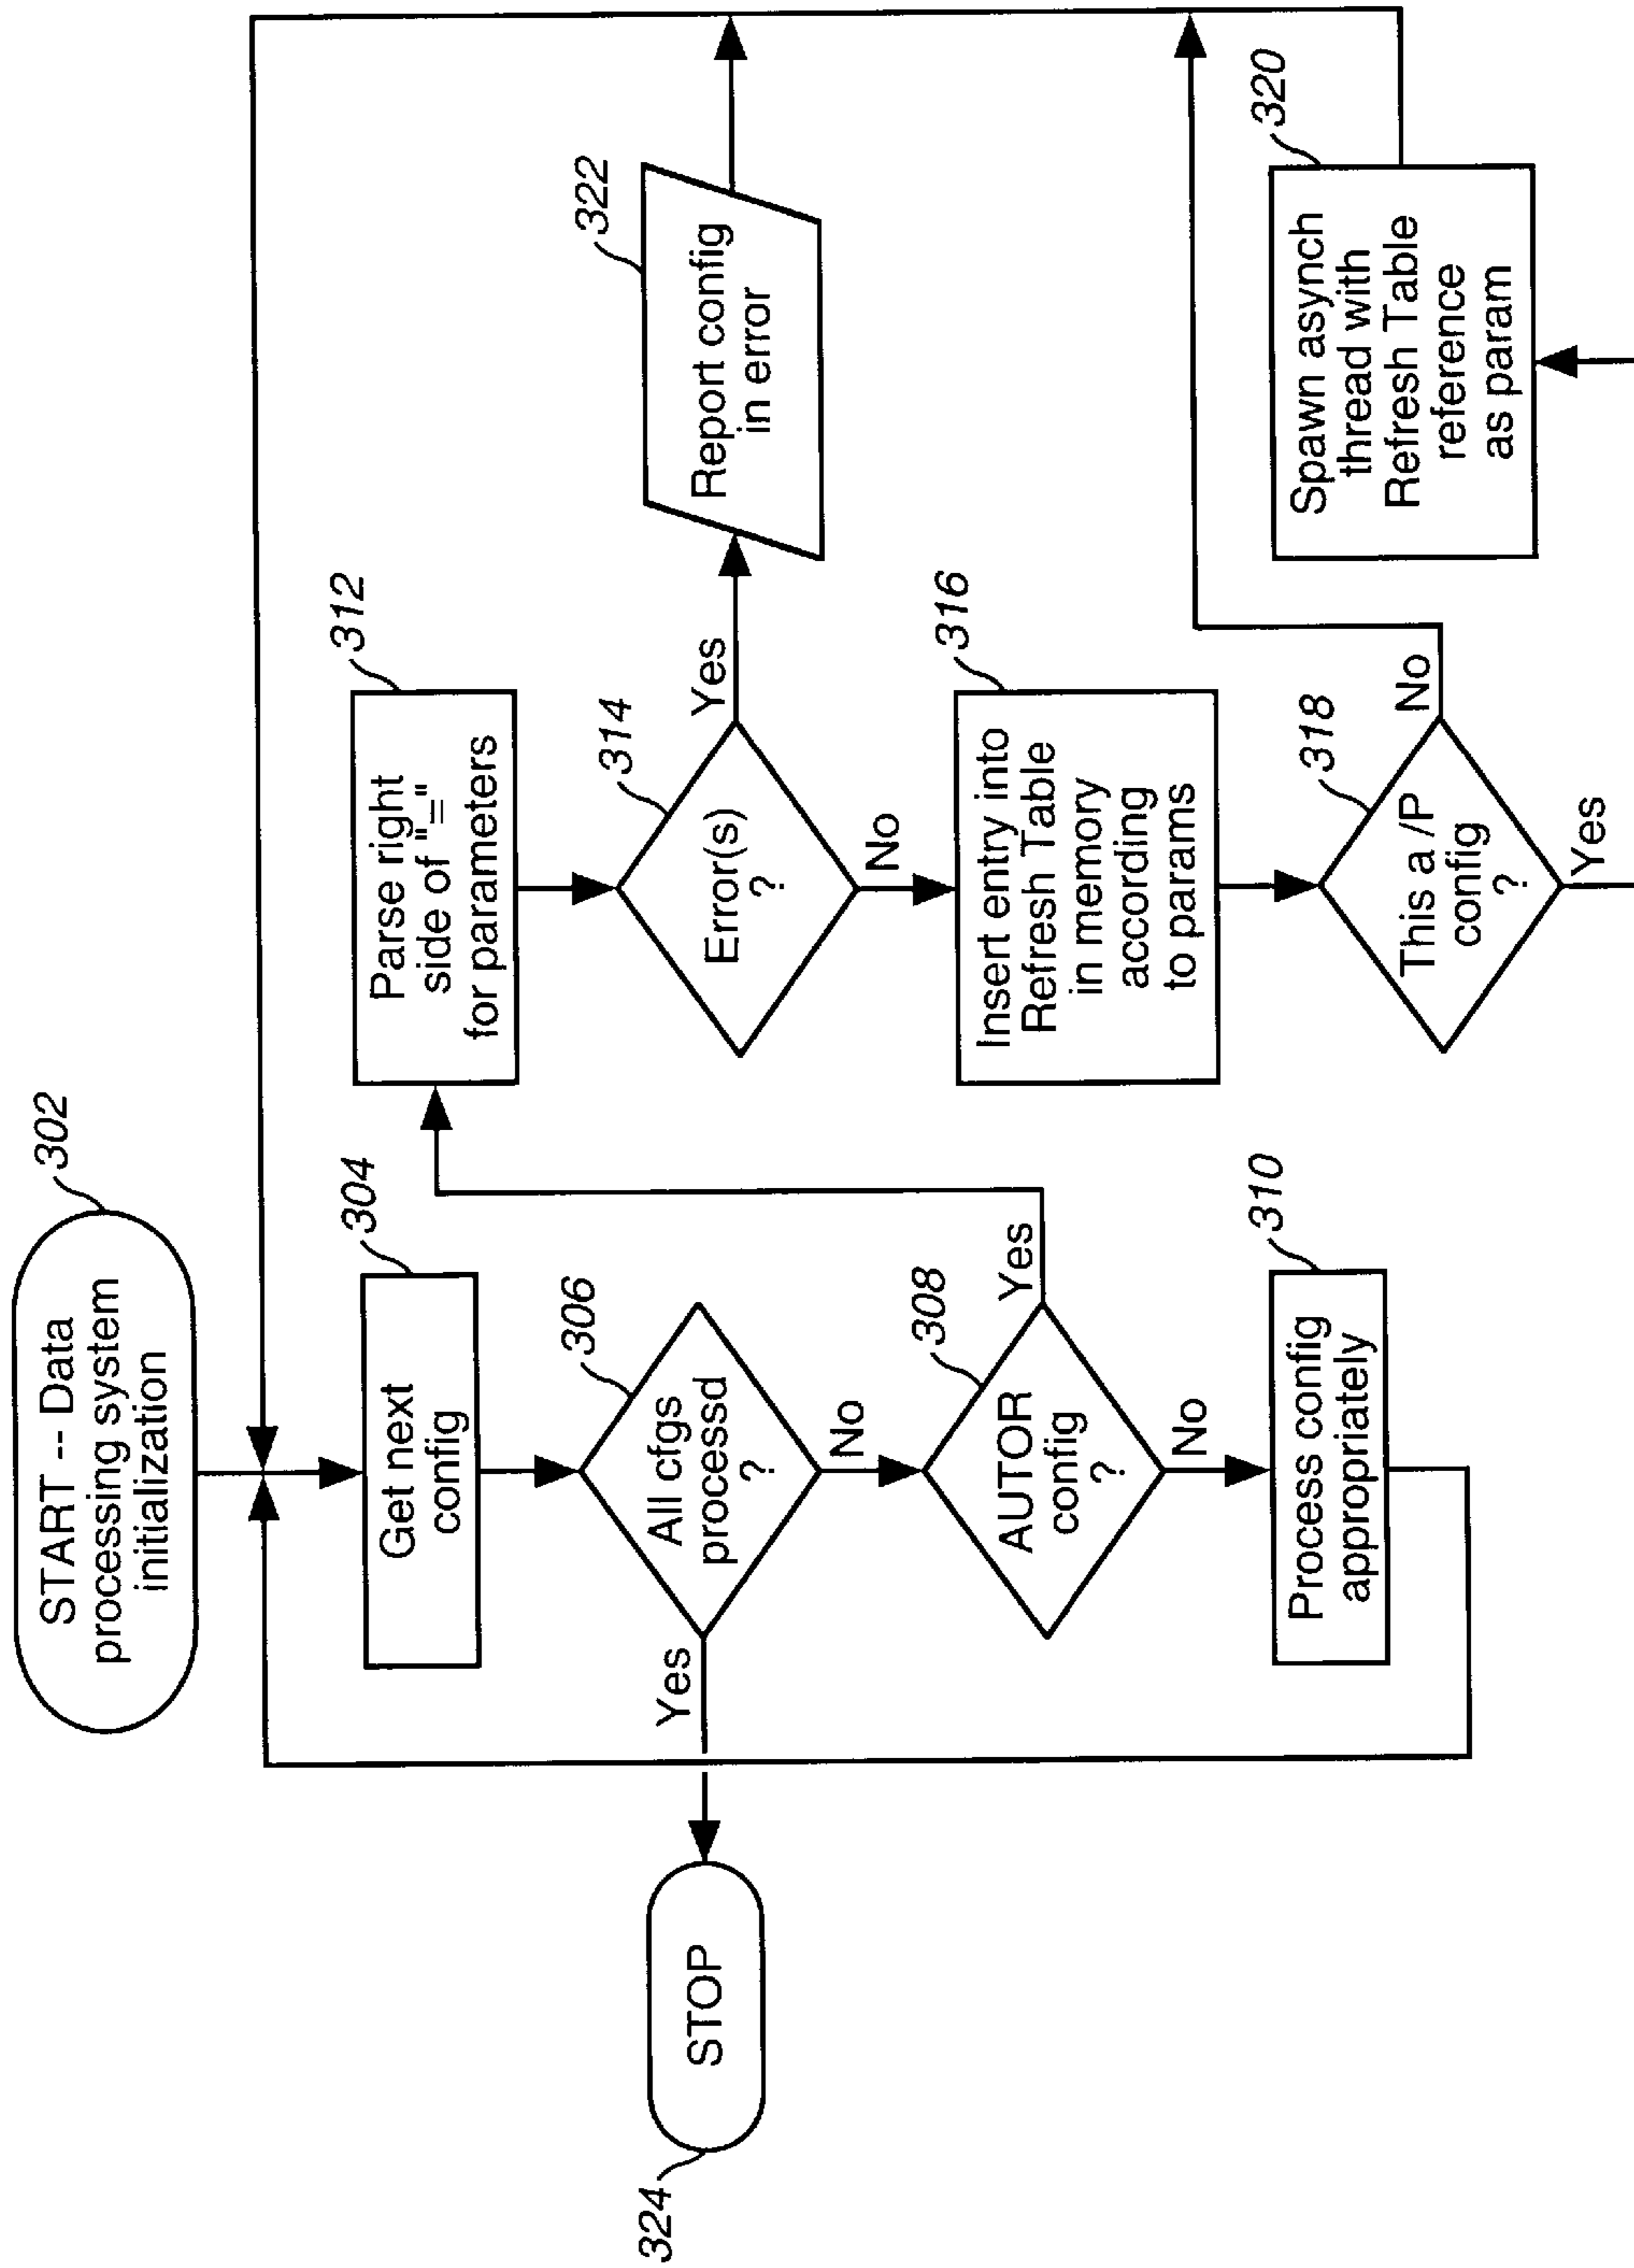 302
START -- Data
processing system
initialization
304
Get next
config
306
All cfgs
processd
?
Yes
No
324
STOP
308
AUTOR
config
?
Yes
No
310
Process config
appropriately
312
Parse right
side of "="
for parameters
314
Error(s)
?
Yes
No
322
Report config
in error
316
Insert entry into
Refresh Table
in memory
according
to params
318
This a /P
config
?
No
Yes
320
Spawn asynch
thread with
Refresh Table
reference
as param